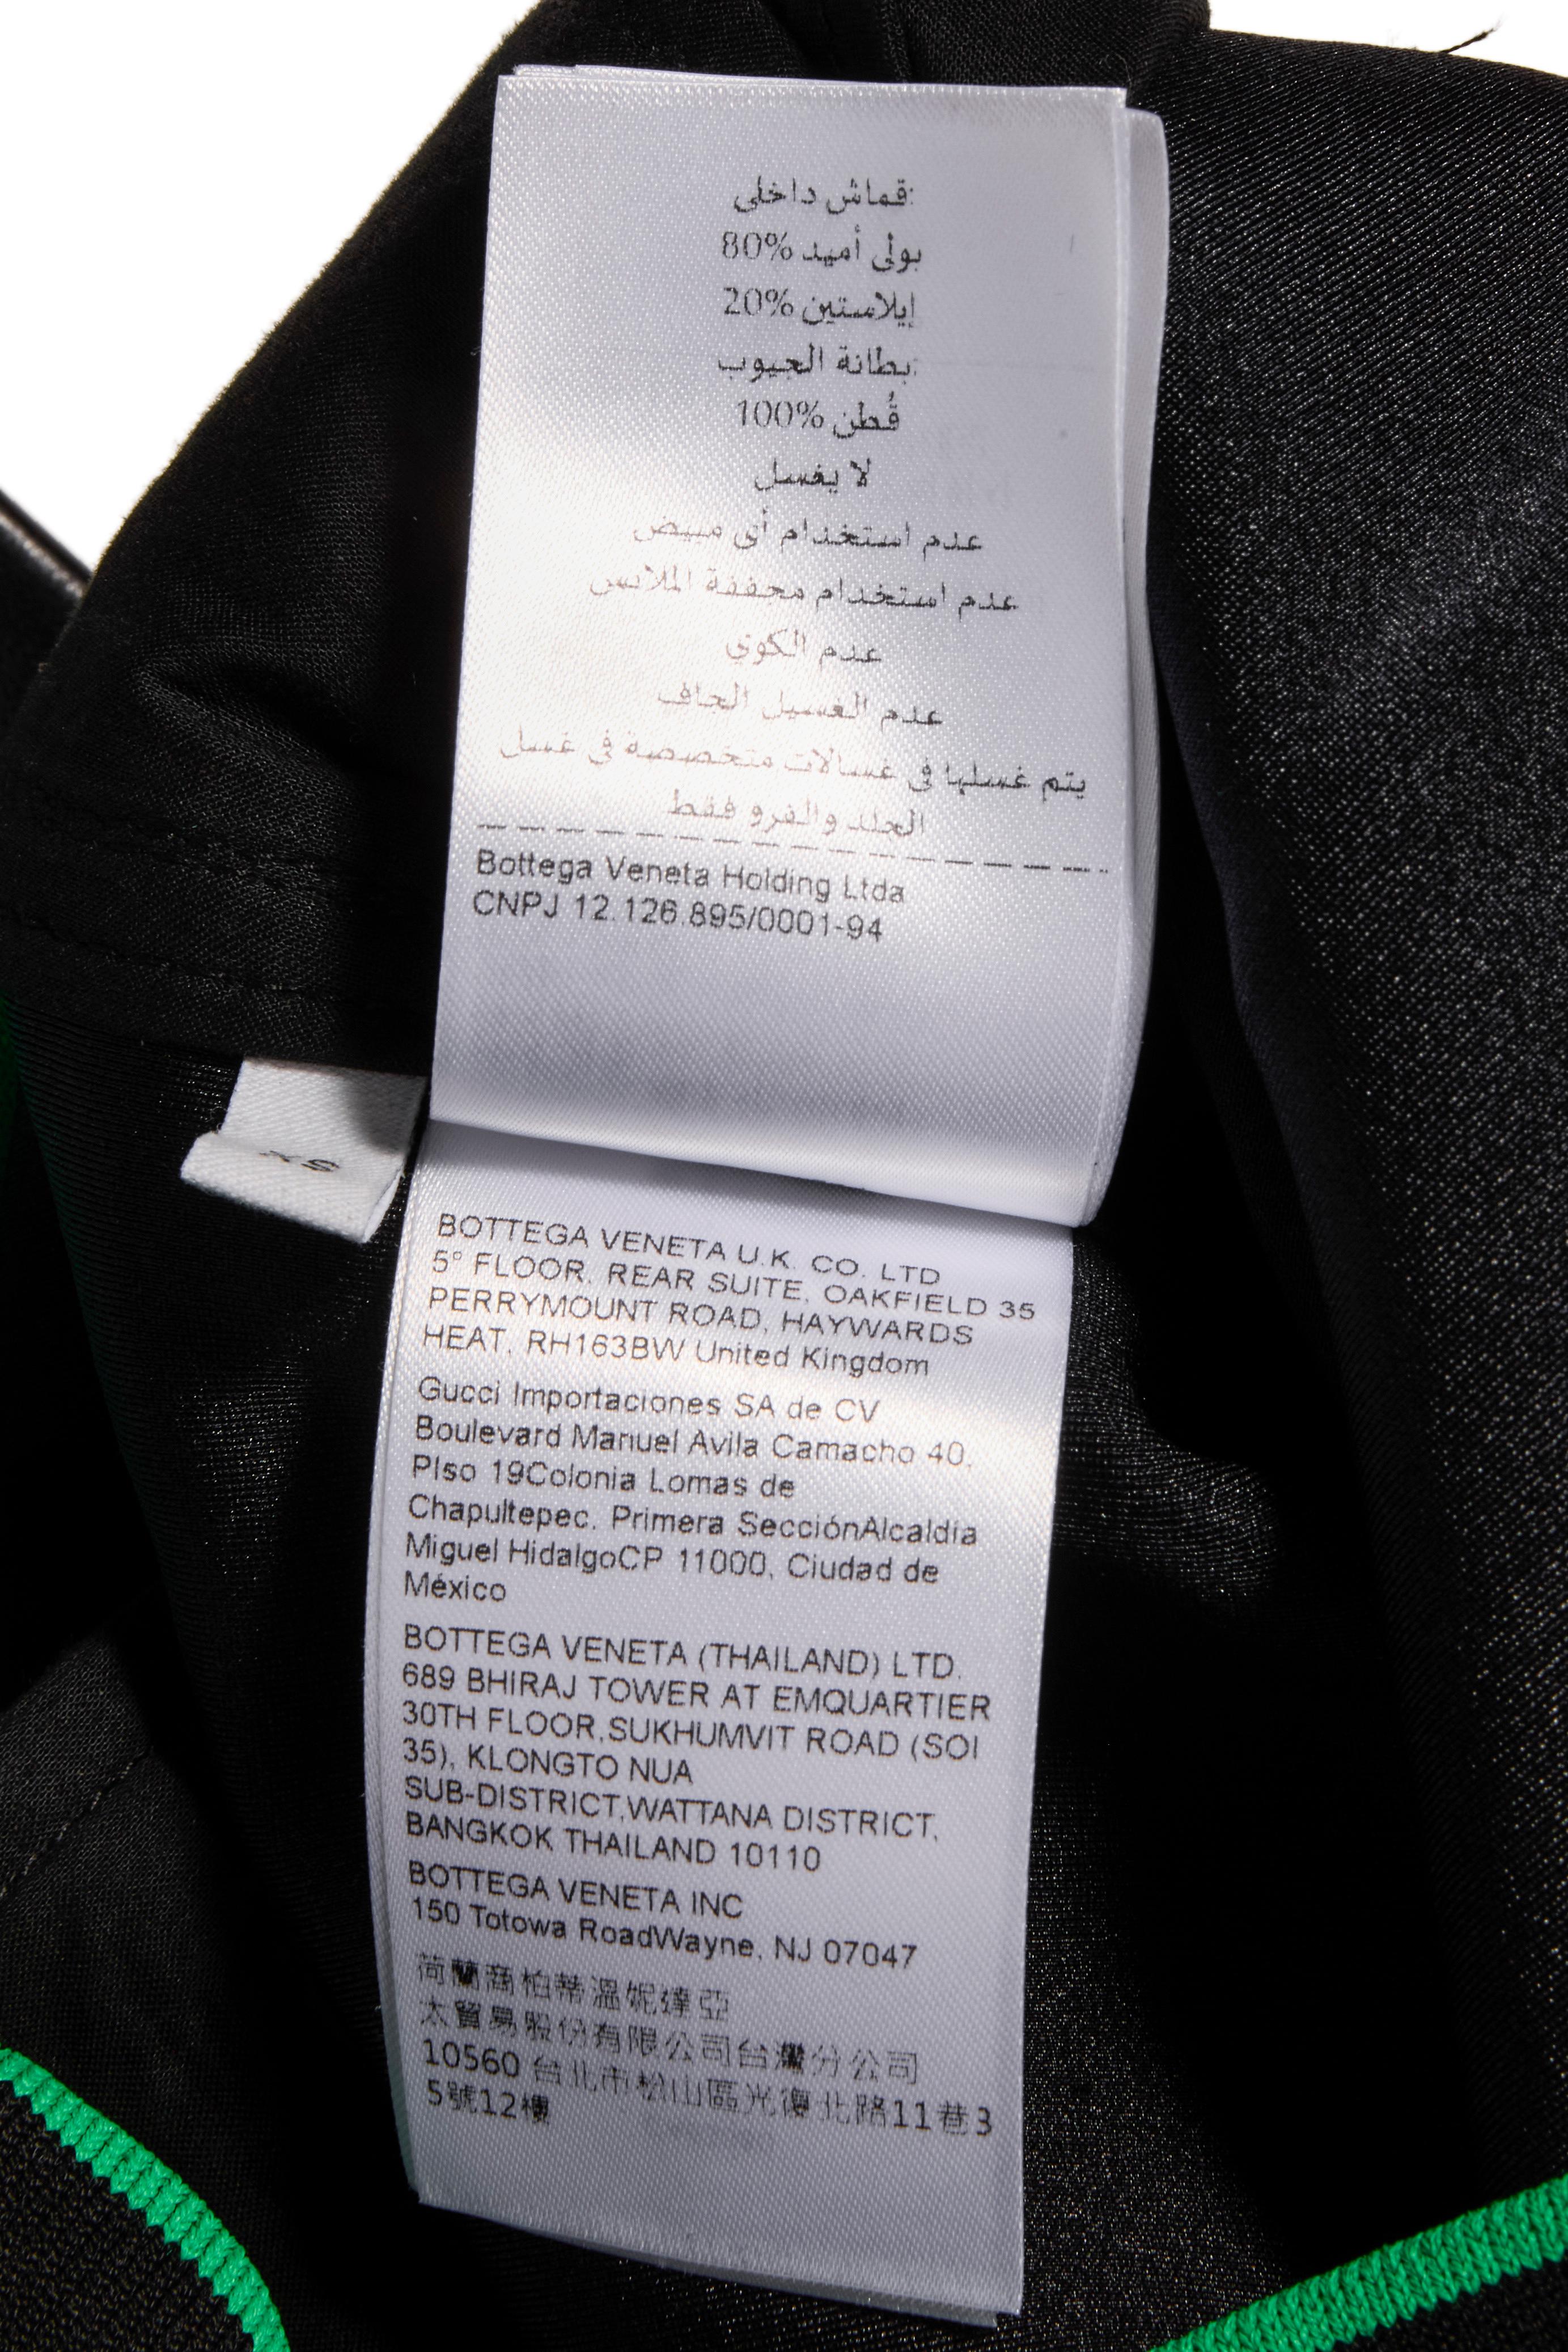 قماش داخلى:
بولى أميد 80%
إيلاستين 20%
بطانة الجيوب:
قُطن 100%
لا يغسل
عدم استخدام أى مبيض
عدم استخدام مجففة الملابس
عدم الكوي
عدم الغسيل الجاف
يتم غسلها فى غسالات متخصصة فى غسل
الجلد والفرو فقط
Bottega Veneta Holding Ltda
CNPJ 12.126.895/0001-94
XS
BOTTEGA VENETA U.K. CO. LTD
5° FLOOR, REAR SUITE, OAKFIELD 35
PERRYMOUNT ROAD, HAYWARDS
HEAT, RH163BW United Kingdom
Gucci Importaciones SA de CV
Boulevard Manuel Avila Camacho 40,
PIso 19Colonia Lomas de
Chapultepec, Primera SecciónAlcaldía
Miguel HidalgoCP 11000, Ciudad de
México
BOTTEGA VENETA (THAILAND) LTD.
689 BHIRAJ TOWER AT EMQUARTIER
30TH FLOOR,SUKHUMVIT ROAD (SOI
35), KLONGTO NUA
SUB-DISTRICT,WATTANA DISTRICT,
BANGKOK THAILAND 10110
BOTTEGA VENETA INC
150 Totowa RoadWayne, NJ 07047
荷蘭商柏蒂溫妮達亞
太貿易股份有限公司台灣分公司
10560 台北市松山區光復北路11巷3
5號12樓